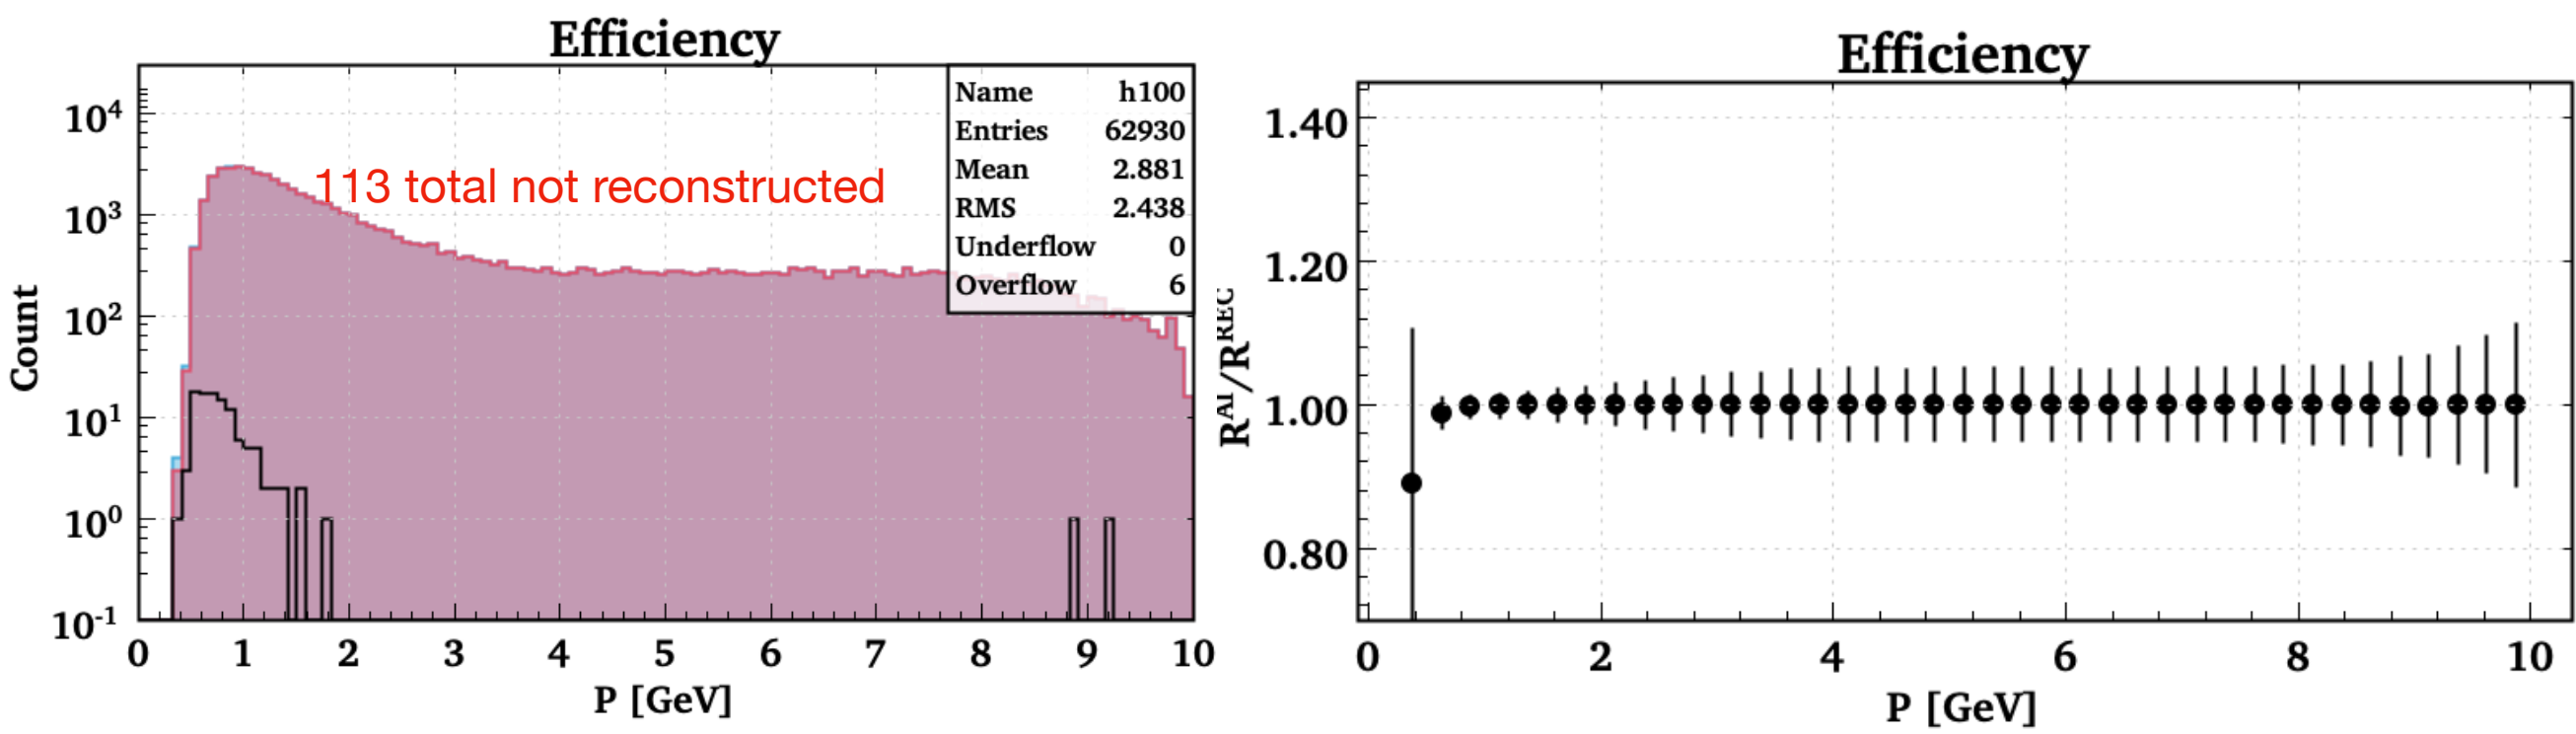 Efficiency
Name h100
Entries 62930
Mean 2.881
RMS 2.438
Underflow 0
Overflow 6
113 total not reconstructed
Count
10^4
10^3
10^2
10^1
10^0
10^-1
0 1 2 3 4 5 6 7 8 9 10
P [GeV]
Efficiency
R^AI/R^REC
1.40
1.20
1.00
0.80
0 2 4 6 8 10
P [GeV]